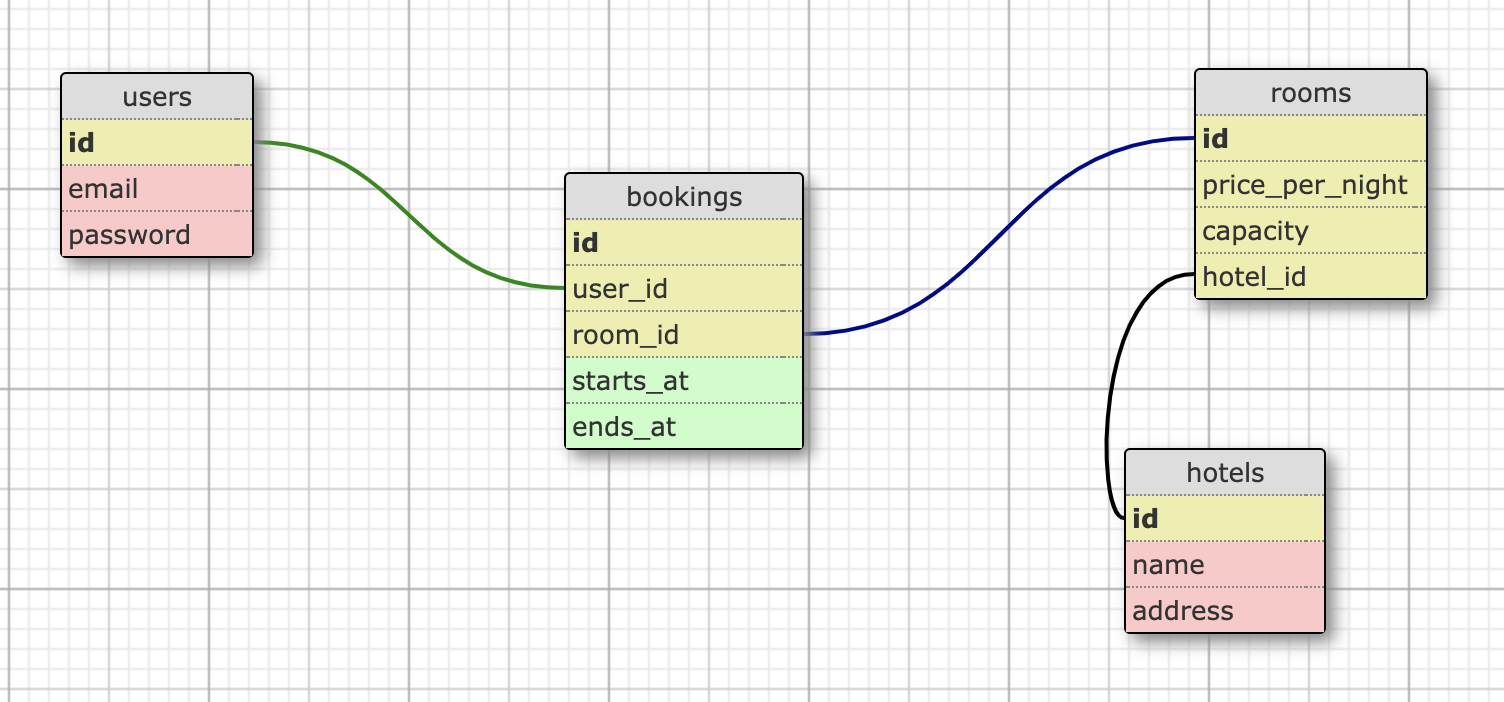 users
id
email
password
bookings
id
user_id
room_id
starts_at
ends_at
rooms
id
price_per_night
capacity
hotel_id
hotels
id
name
address